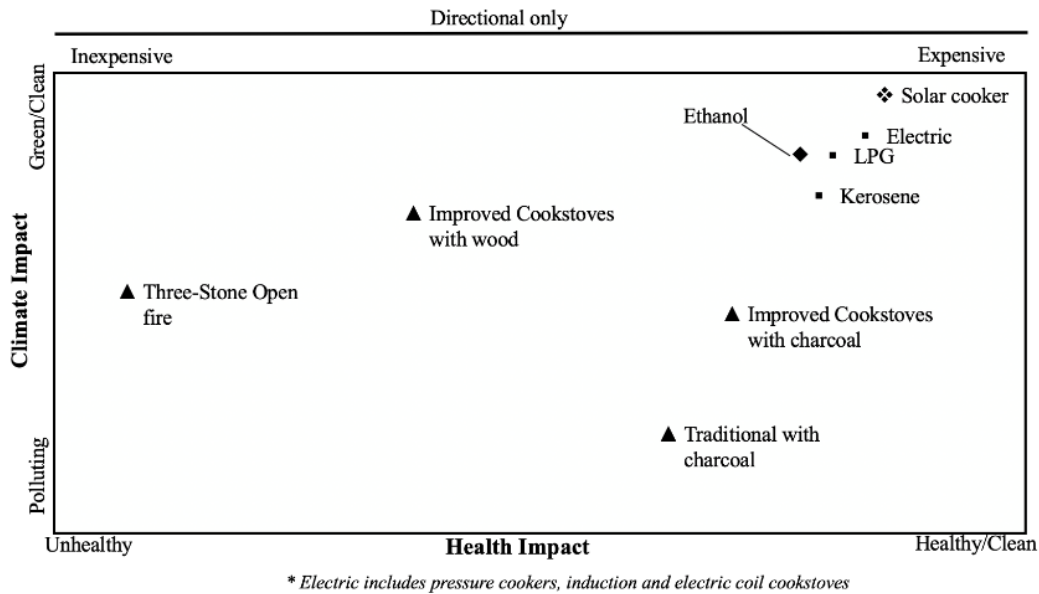 Directional only
Inexpensive
Expensive
Green/Clean
Solar cooker
Ethanol
Electric
LPG
Kerosene
Improved Cookstoves
with wood
Climate Impact
Three-Stone Open
fire
Improved Cookstoves
with charcoal
Traditional with
charcoal
Polluting
Unhealthy
Health Impact
Healthy/Clean
* Electric includes pressure cookers, induction and electric coil cookstoves